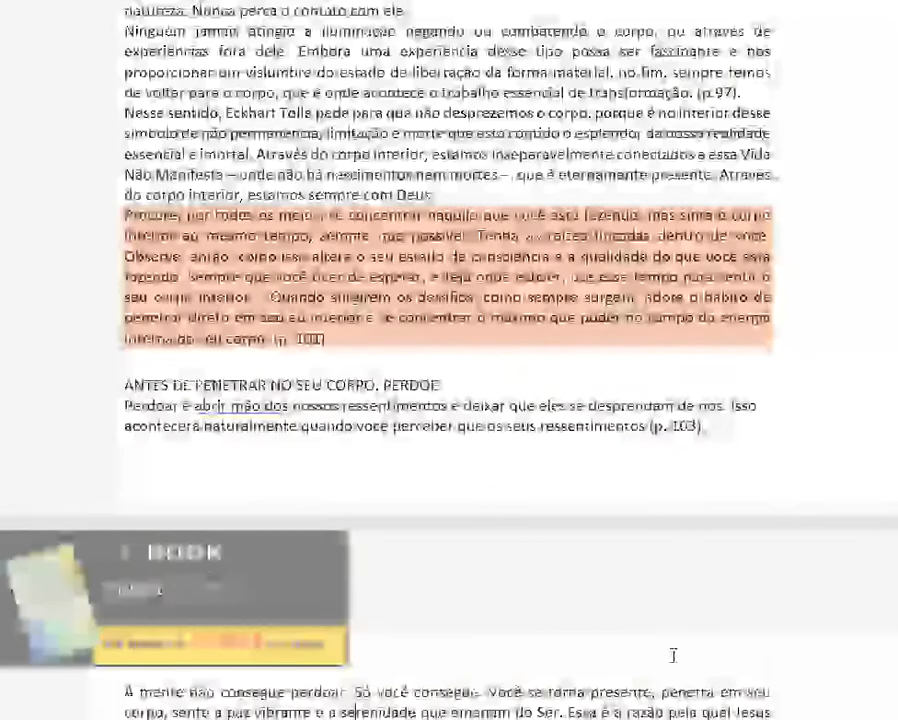 natureza. Nunca perca o contato com ele.
Ninguém jamais atingiu a iluminação negando ou combatendo o corpo, ou através de
experiências fora dele. Embora uma experiência desse tipo possa ser fascinante e nos
proporcionar um vislumbre do estado de libertação da forma material, no fim, sempre temos
de voltar para o corpo, que é onde acontece o trabalho essencial de transformação. (p.97).
Nesse sentido, Eckhart Tolle pede para que não desprezemos o corpo, porque é no interior desse
símbolo de não permanência, limitação e morte que está contido o esplendor da nossa realidade
essencial e imortal. Através do corpo interior, estamos inseparavelmente conectados a essa Vida
Não Manifesta – onde não há nascimentor nem mortes –, que é eternamente presente. Através
do corpo interior, estamos sempre com Deus.
Procure, por todos os meios, se concentrar naquilo que você está fazendo, mas sinta o corpo
interior ao mesmo tempo, sempre que possível. Tenha as raízes fincadas dentro de você.
Observe, então, como isso altera o seu estado de consciência e a qualidade do que você está
fazendo. Sempre que você tiver de esperar, e seja onde estiver, use esse tempo para sentir o
seu corpo interior. Quando surgirem os desafios, como sempre surgem, adote o hábito de
penetrar direto em seu eu interior e se concentrar o máximo que puder no campo da energia
interna do seu corpo. (p. 101)
ANTES DE PENETRAR NO SEU CORPO, PERDOE
Perdoar é abrir mão dos nossos ressentimentos e deixar que eles se desprendam de nós. Isso
acontecerá naturalmente quando você perceber que os seus ressentimentos (p. 103)
BOOK
A mente não consegue perdoar. Só você consegue. Você se torna presente, penetra em seu
corpo, sente a paz vibrante e a serenidade que emanam do Ser. Essa é a razão pela qual Jesus